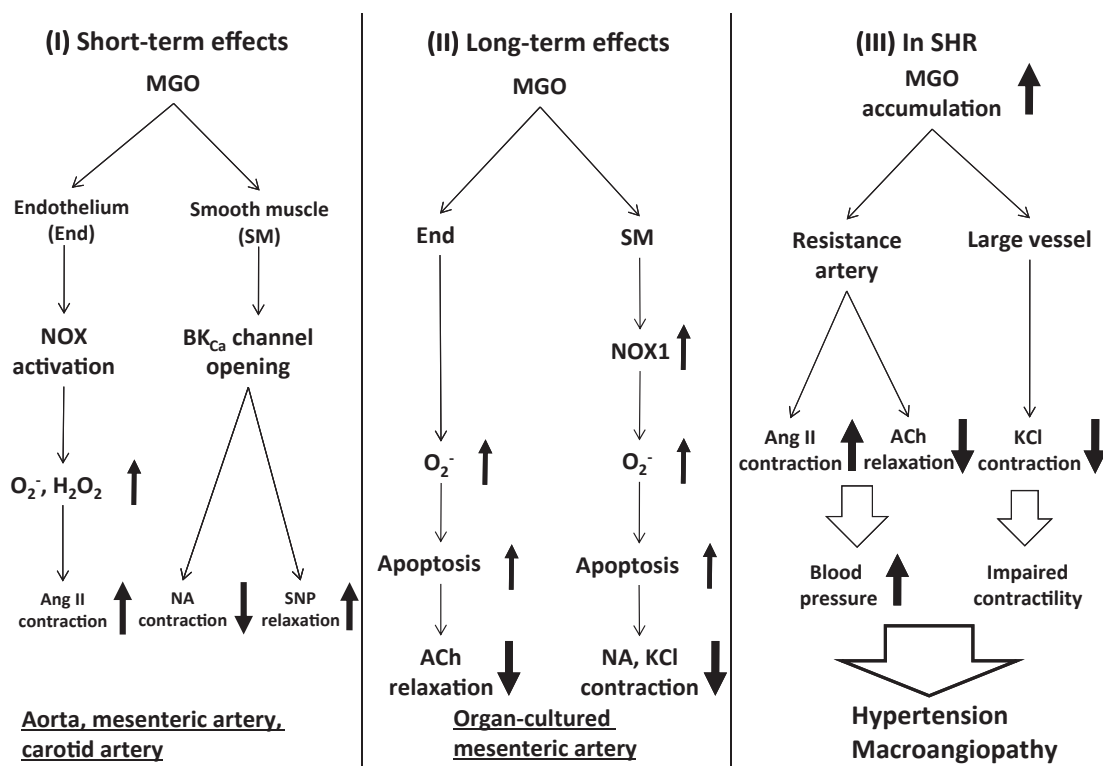 (I) Short-term effects
MGO
Endothelium
(End)
Smooth muscle
(SM)
NOX
activation
BKCa channel
opening
O2-, H2O2
Ang II
contraction
NA
contraction
SNP
relaxation
Aorta, mesenteric artery,
carotid artery
(II) Long-term effects
MGO
End
SM
NOX1
O2-
O2-
Apoptosis
Apoptosis
ACh
relaxation
NA, KCl
contraction
Organ-cultured
mesenteric artery
(III) In SHR
MGO
accumulation
Resistance
artery
Large vessel
Ang II
contraction
ACh
relaxation
KCl
contraction
Blood
pressure
Impaired
contractility
Hypertension
Macroangiopathy